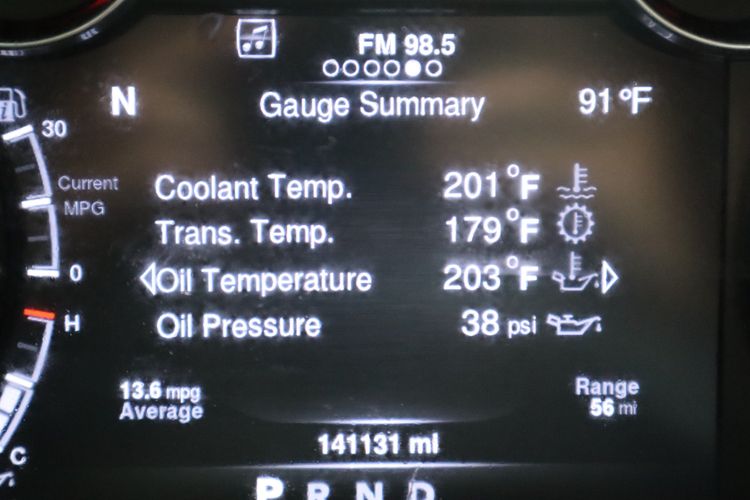 FM 98.5
N Gauge Summary 91 °F
30
Current
MPG
Coolant Temp. 201 °F
Trans. Temp. 179 °F
Oil Temperature 203 °F
0
Oil Pressure 38 psi
H
13.6 mpg
Average
Range
56 mi
141131 mi
C
P R N D